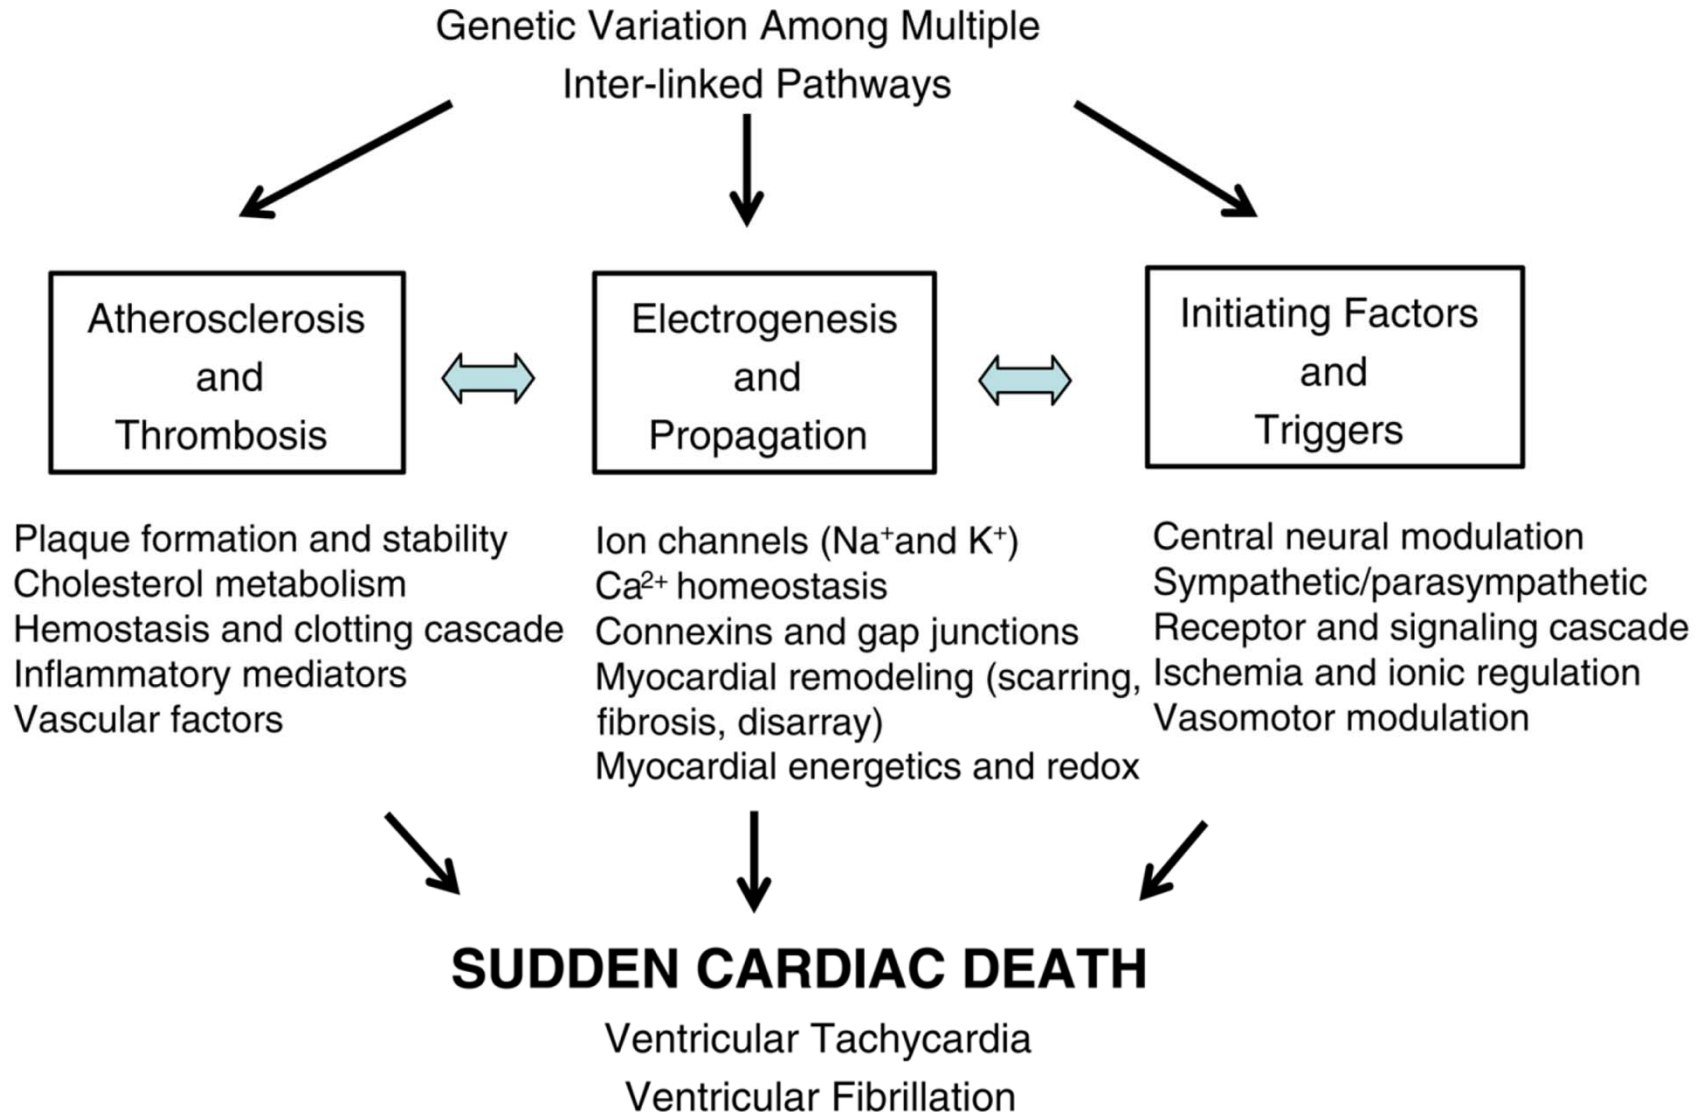 Genetic Variation Among Multiple
Inter-linked Pathways
Atherosclerosis
and
Thrombosis
Electrogenesis
and
Propagation
Initiating Factors
and
Triggers
Plaque formation and stability
Cholesterol metabolism
Hemostasis and clotting cascade
Inflammatory mediators
Vascular factors
Ion channels (Na⁺and K⁺)
Ca²⁺ homeostasis
Connexins and gap junctions
Myocardial remodeling (scarring,
fibrosis, disarray)
Myocardial energetics and redox
Central neural modulation
Sympathetic/parasympathetic
Receptor and signaling cascade
Ischemia and ionic regulation
Vasomotor modulation
SUDDEN CARDIAC DEATH
Ventricular Tachycardia
Ventricular Fibrillation